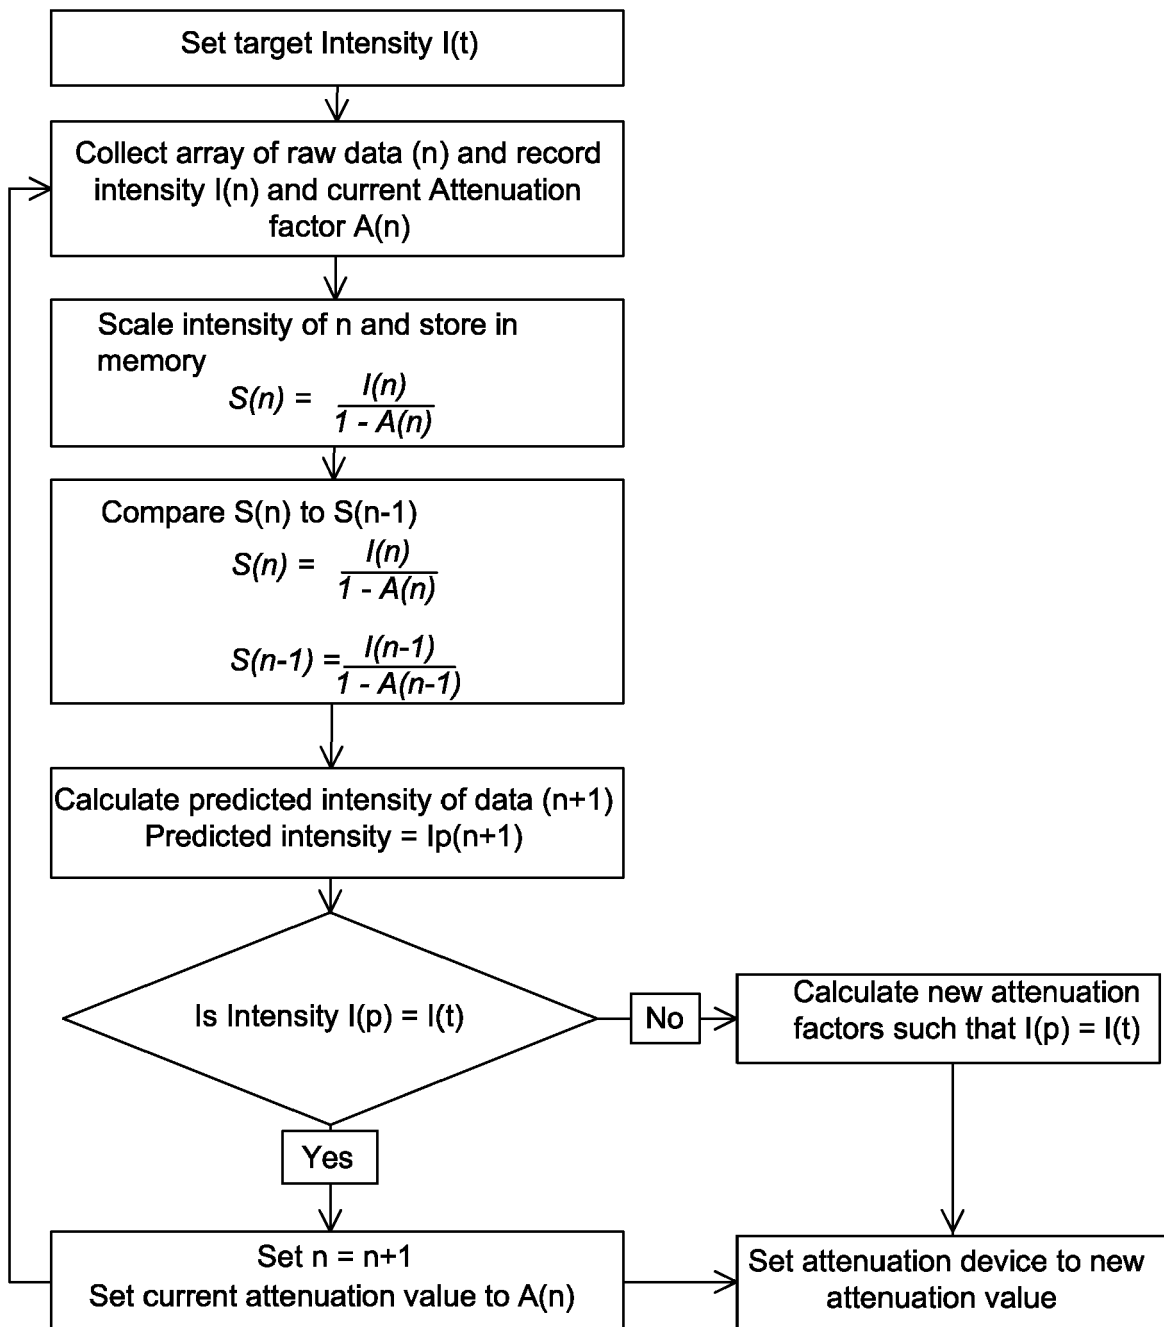 Set target Intensity I(t)
Collect array of raw data (n) and record
intensity I(n) and current Attenuation
factor A(n)
Scale intensity of n and store in
memory
S(n) = I(n)
1 - A(n)
Compare S(n) to S(n-1)
S(n) = I(n)
1 - A(n)
S(n-1) = I(n-1)
1 - A(n-1)
Calculate predicted intensity of data (n+1)
Predicted intensity = Ip(n+1)
Is Intensity I(p) = I(t)
No
Calculate new attenuation
factors such that I(p) = I(t)
Yes
Set n = n+1
Set current attenuation value to A(n)
Set attenuation device to new
attenuation value